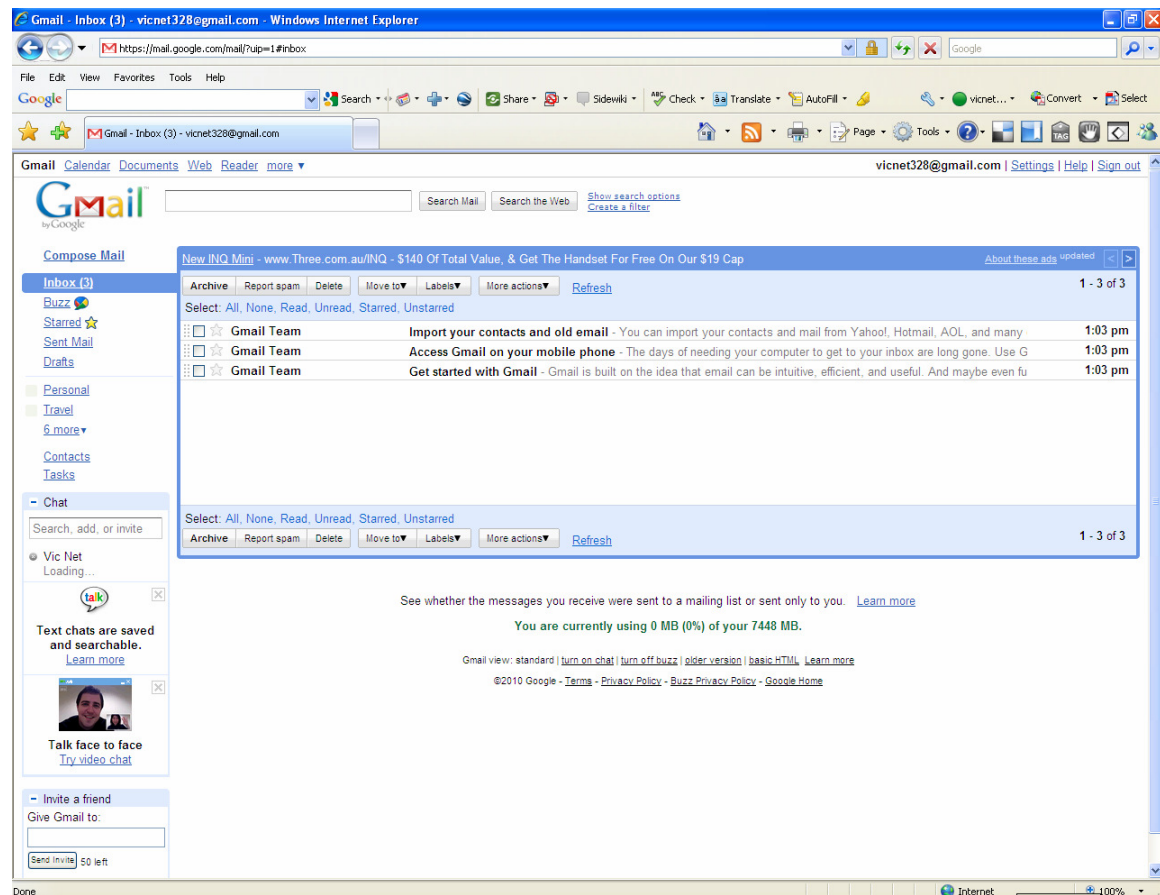 Gmail - Inbox (3) - vicnet328@gmail.com - Windows Internet Explorer
https://mail.google.com/mail/?uip=1#inbox
Google
File Edit View Favorites Tools Help
Google Search Share Sidewiki Check Translate AutoFill vicnet... Convert Select
Gmail - Inbox (3) - vicnet328@gmail.com
Page Tools TAG
Gmail Calendar Documents Web Reader more ▼
vicnet328@gmail.com | Settings | Help | Sign out
Gmail
by Google
Search Mail Search the Web Show search options
Create a filter
Compose Mail
Inbox (3)
Buzz
Starred
Sent Mail
Drafts
Personal
Travel
6 more▼
Contacts
Tasks
– Chat
Search, add, or invite
Vic Net
Loading...
talk
Text chats are saved
and searchable.
Learn more
Talk face to face
Try video chat
– Invite a friend
Give Gmail to:
Send Invite 50 left
New INQ Mini - www.Three.com.au/INQ - $140 Of Total Value, & Get The Handset For Free On Our $19 Cap About these ads updated < >
Archive Report spam Delete Move to▼ Labels▼ More actions▼ Refresh 1 - 3 of 3
Select: All, None, Read, Unread, Starred, Unstarred
Gmail Team Import your contacts and old email - You can import your contacts and mail from Yahoo!, Hotmail, AOL, and many 1:03 pm
Gmail Team Access Gmail on your mobile phone - The days of needing your computer to get to your inbox are long gone. Use G 1:03 pm
Gmail Team Get started with Gmail - Gmail is built on the idea that email can be intuitive, efficient, and useful. And maybe even fu 1:03 pm
Select: All, None, Read, Unread, Starred, Unstarred
Archive Report spam Delete Move to▼ Labels▼ More actions▼ Refresh 1 - 3 of 3
See whether the messages you receive were sent to a mailing list or sent only to you. Learn more
You are currently using 0 MB (0%) of your 7448 MB.
Gmail view: standard | turn on chat | turn off buzz | older version | basic HTML Learn more
©2010 Google - Terms - Privacy Policy - Buzz Privacy Policy - Google Home
Done Internet 100%